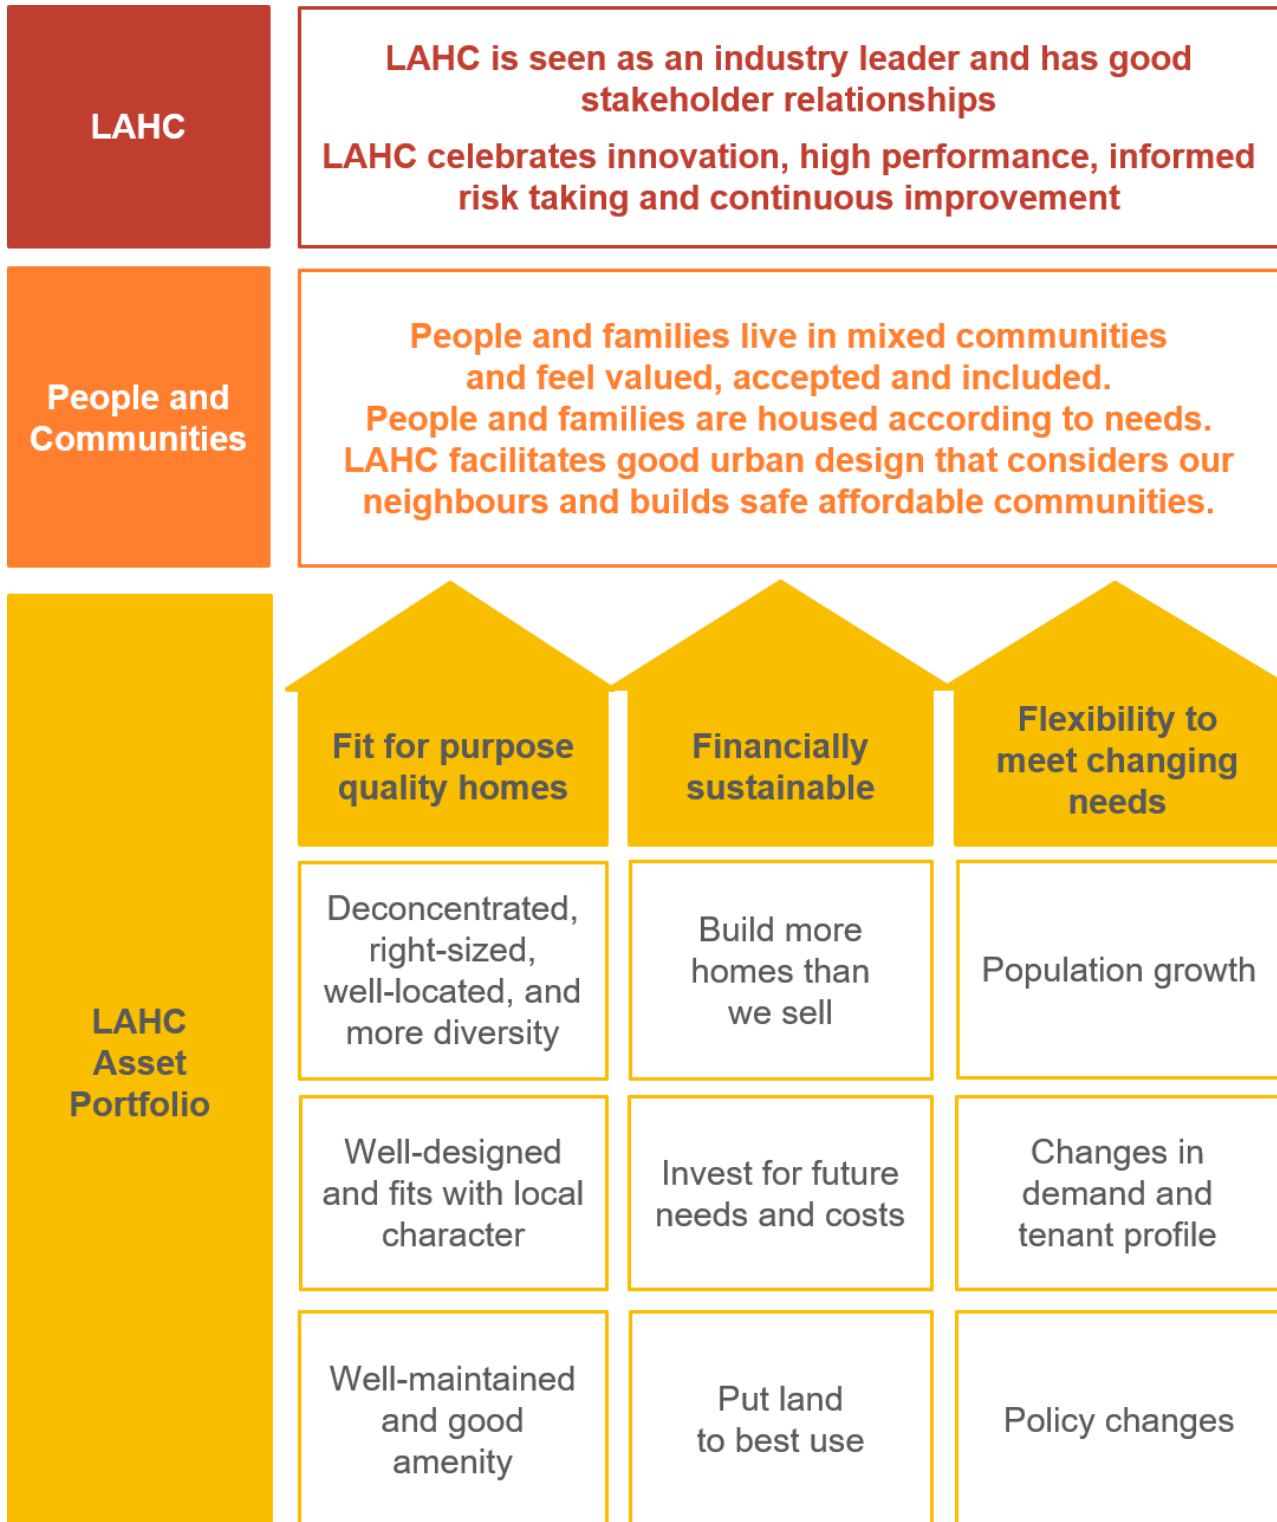 LAHC
LAHC is seen as an industry leader and has good
stakeholder relationships
LAHC celebrates innovation, high performance, informed
risk taking and continuous improvement
People and
Communities
People and families live in mixed communities
and feel valued, accepted and included.
People and families are housed according to needs.
LAHC facilitates good urban design that considers our
neighbours and builds safe affordable communities.
LAHC
Asset
Portfolio
Fit for purpose
quality homes
Deconcentrated,
right-sized,
well-located, and
more diversity
Well-designed
and fits with local
character
Well-maintained
and good
amenity
Financially
sustainable
Build more
homes than
we sell
Invest for future
needs and costs
Put land
to best use
Flexibility to
meet changing
needs
Population growth
Changes in
demand and
tenant profile
Policy changes